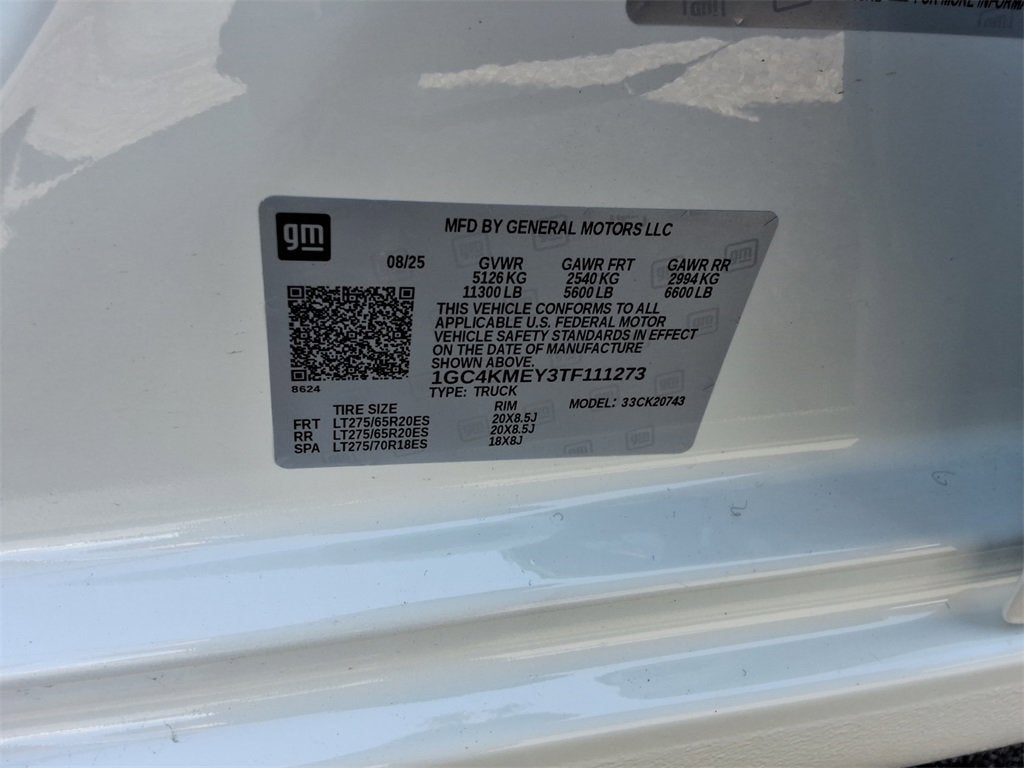 FOR MORE
gm
MFD BY GENERAL MOTORS LLC
08/25 GVWR GAWR FRT GAWR RR
5126 KG 2540 KG 2994 KG
11300 LB 5600 LB 6600 LB
THIS VEHICLE CONFORMS TO ALL
APPLICABLE U.S. FEDERAL MOTOR
VEHICLE SAFETY STANDARDS IN EFFECT
ON THE DATE OF MANUFACTURE
SHOWN ABOVE.
8624
1GC4KMEY3TF111273
TYPE: TRUCK
MODEL: 33CK20743
TIRE SIZE RIM
FRT LT275/65R20ES 20X8.5J
RR LT275/65R20ES 20X8.5J
SPA LT275/70R18ES 18X8J